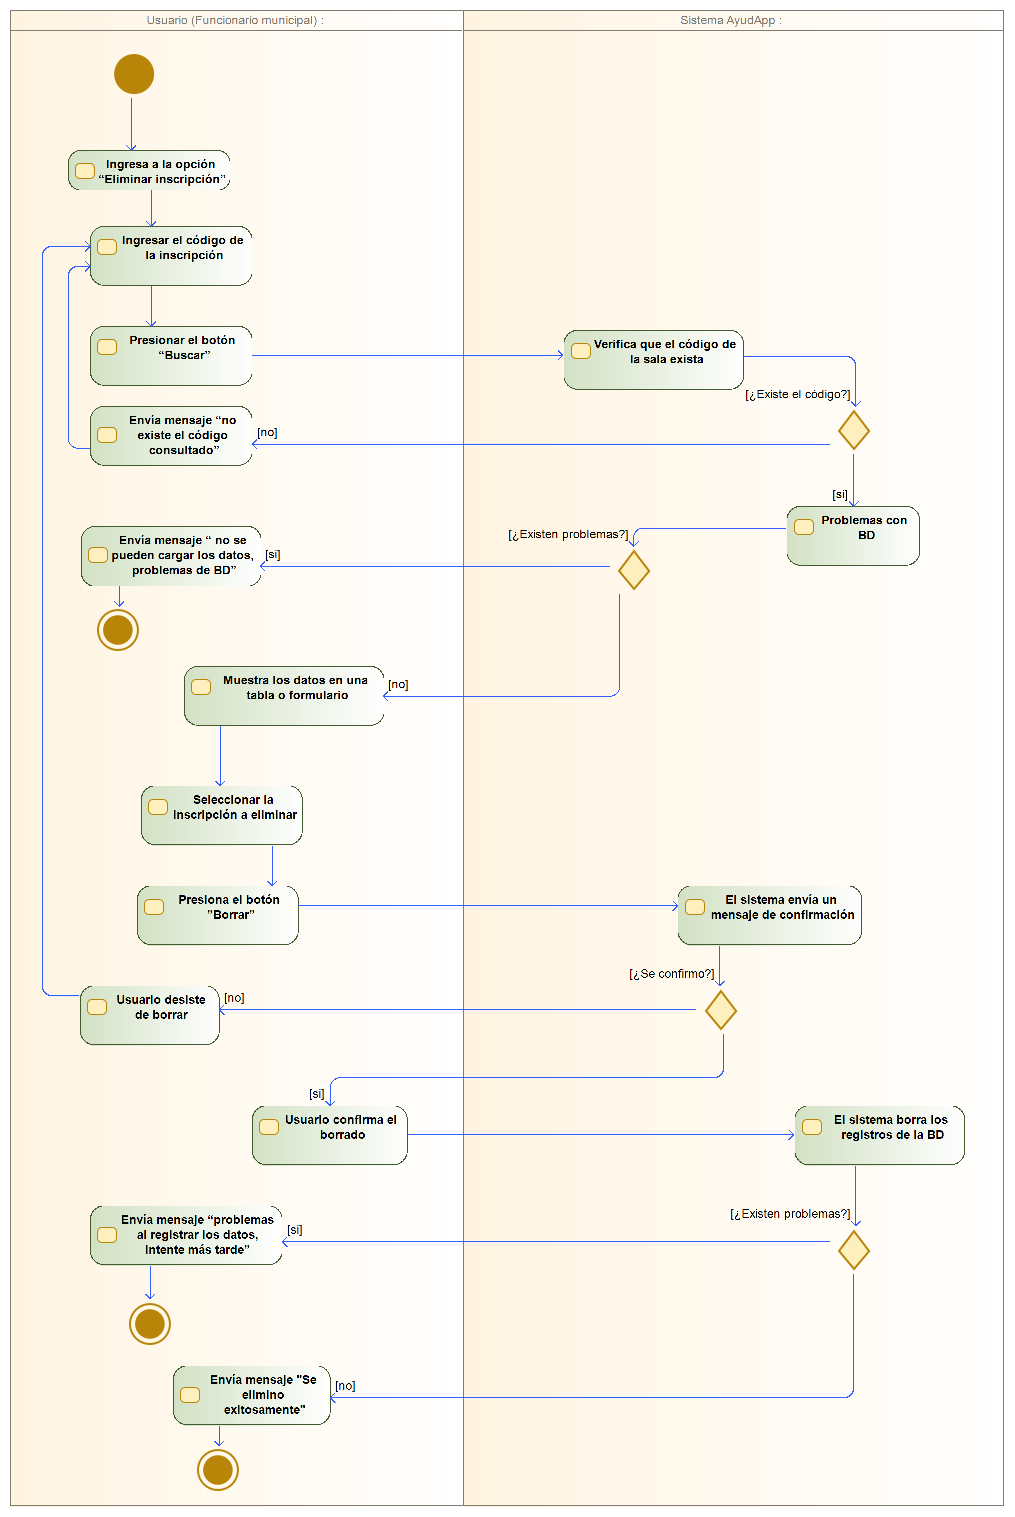 Usuario (Funcionario municipal) :
Sistema AyudApp :
Ingresa a la opción
“Eliminar inscripción”
Ingresar el código de
la inscripción
Presionar el botón
“Buscar”
Verifica que el código de
la sala exista
[¿Existe el código?]
Envía mensaje “no
existe el código
consultado”
[no]
[si]
Problemas con
BD
[¿Existen problemas?]
Envía mensaje “ no se
pueden cargar los datos,
problemas de BD”
[si]
Muestra los datos en una
tabla o formulario
[no]
Seleccionar la
inscripción a eliminar
Presiona el botón
”Borrar”
El sistema envía un
mensaje de confirmación
[¿Se confirmo?]
Usuario desiste
de borrar
[no]
[si]
Usuario confirma el
borrado
El sistema borra los
registros de la BD
[¿Existen problemas?]
Envía mensaje “problemas
al registrar los datos,
intente más tarde”
[si]
Envía mensaje "Se
elimino
exitosamente"
[no]